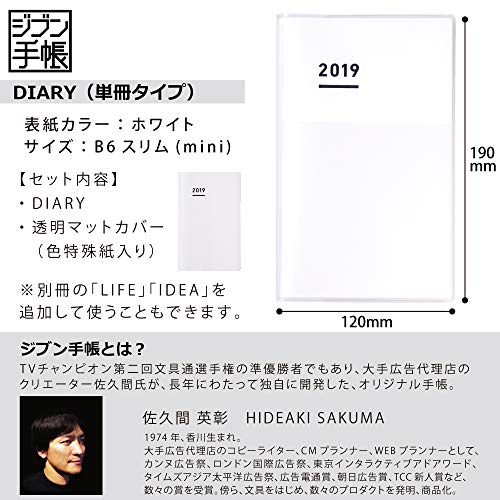 ジブン
手帳
DIARY（単冊タイプ）
表紙カラー：ホワイト
サイズ：B6 スリム (mini)
【セット内容】
・DIARY
・透明マットカバー
（色特殊紙入り）
2019
※別冊の「LIFE」「IDEA」を
追加して使うこともできます。
2019
190
mm
120mm
ジブン手帳とは？
TVチャンピオン第二回文具通選手権の準優勝者でもあり、大手広告代理店の
クリエーター佐久間氏が、長年にわたって独自に開発した、オリジナル手帳。
佐久間 英彰　HIDEAKI SAKUMA
1974 年、香川生まれ。
大手広告代理店のコピーライター、CM プランナー、WEB プランナーとして、
カンヌ広告祭、ロンドン国際広告祭、東京インタラクティブアドアワード、
タイムズアジア太平洋広告祭、広告電通賞、朝日広告賞、TCC 新人賞など、
数々の賞を受賞。傍ら、文具をはじめ、数々のプロダクトを発明、商品化。